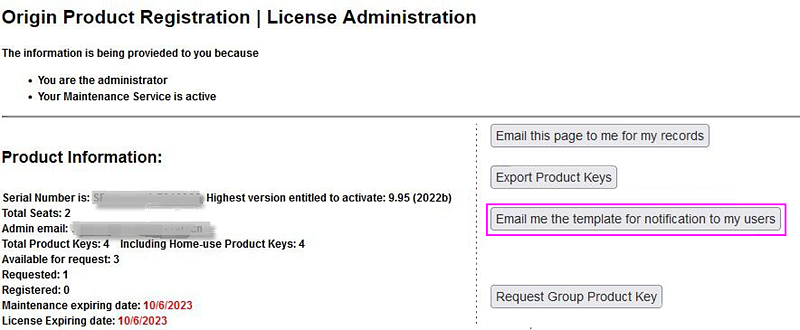 Origin Product Registration | License Administration
The information is being provieded to you because
You are the administrator
Your Maintenance Service is active
Product Information:
Serial Number is: Highest version entitled to activate: 9.95 (2022b)
Total Seats: 2
Admin email:
Total Product Keys: 4 Including Home-use Product Keys: 4
Available for request: 3
Requested: 1
Registered: 0
Maintenance expiring date: 10/6/2023
License Expiring date: 10/6/2023
Email this page to me for my records
Export Product Keys
Email me the template for notification to my users
Request Group Product Key